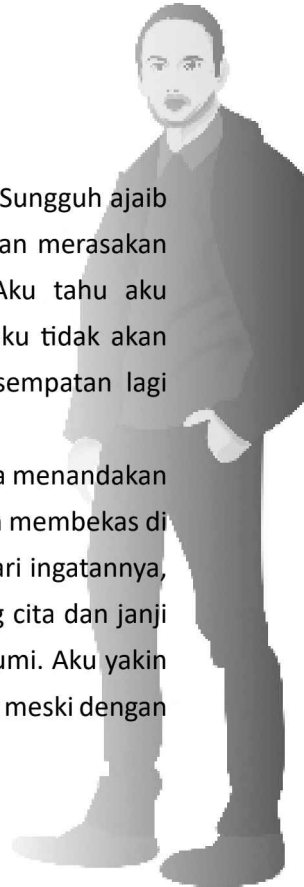 Sungguh ajaib
an merasakan
Aku tahu aku
ku tidak akan
sempatan lagi
a menandakan
membekas di
ari ingatannya,
g cita dan janji
umi. Aku yakin
meski dengan